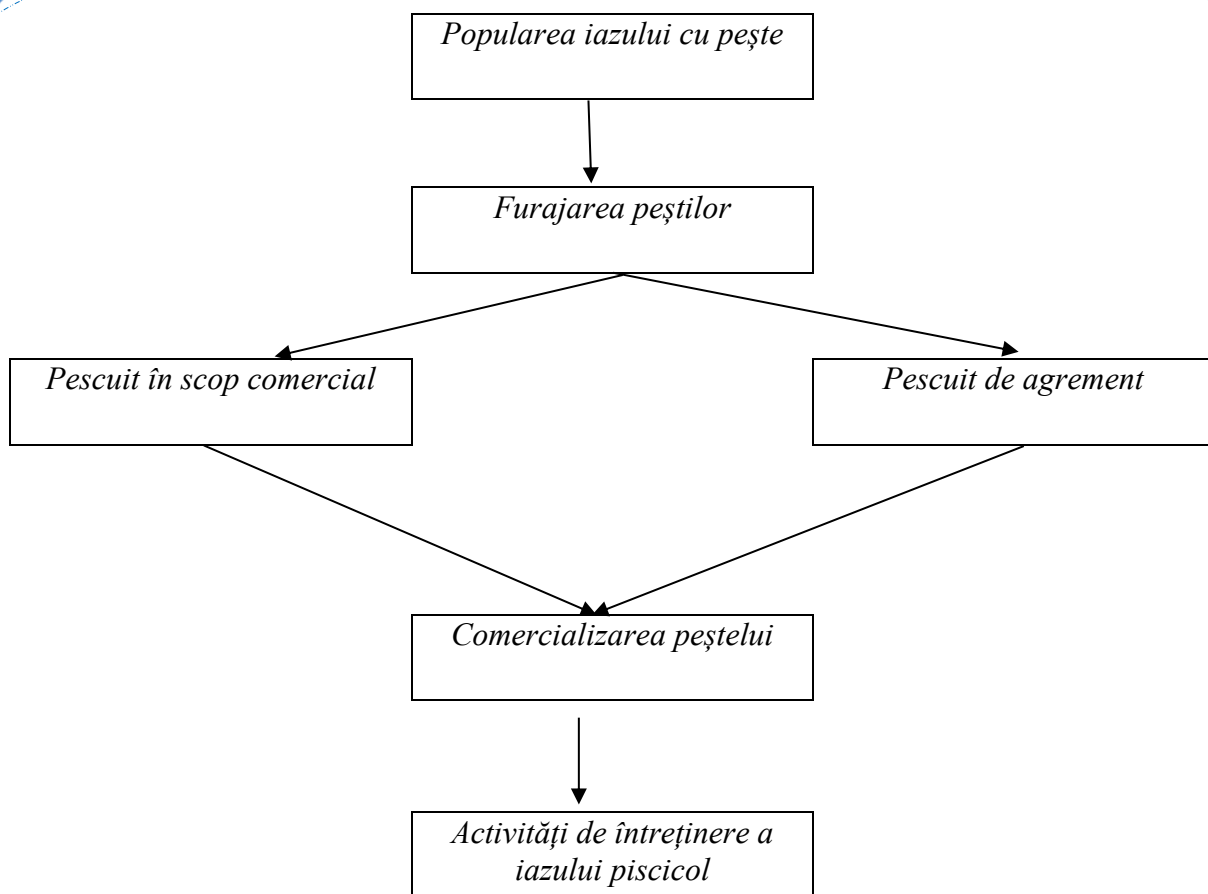 Popularea iazului cu pește
Furajarea peștilor
Pescuit în scop comercial
Pescuit de agrement
Comercializarea peștelui
Activități de întreținere a
iazului piscicol